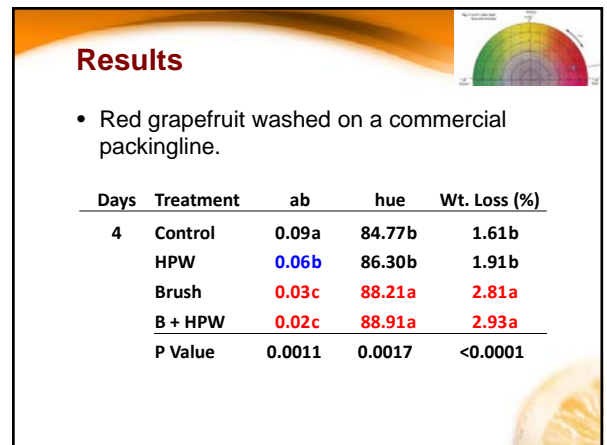 Results
• Red grapefruit washed on a commercial
packingline.
Days Treatment ab hue Wt. Loss (%)
4 Control 0.09a 84.77b 1.61b
HPW 0.06b 86.30b 1.91b
Brush 0.03c 88.21a 2.81a
B + HPW 0.02c 88.91a 2.93a
P Value 0.0011 0.0017 <0.0001